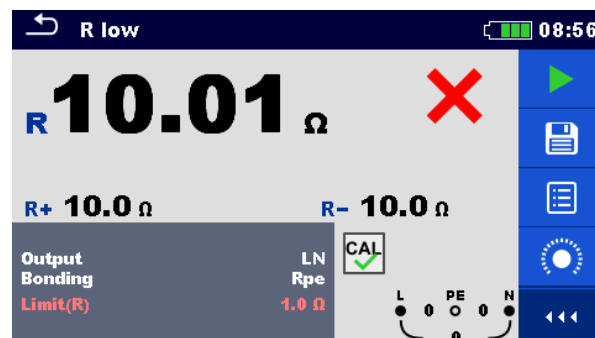 R low 08:56
R 10.01 Ω
R+ 10.0 Ω R- 10.0 Ω
Output LN
Bonding Rpe
Limit(R) 1.0 Ω
CAL
L PE N
0 0
0